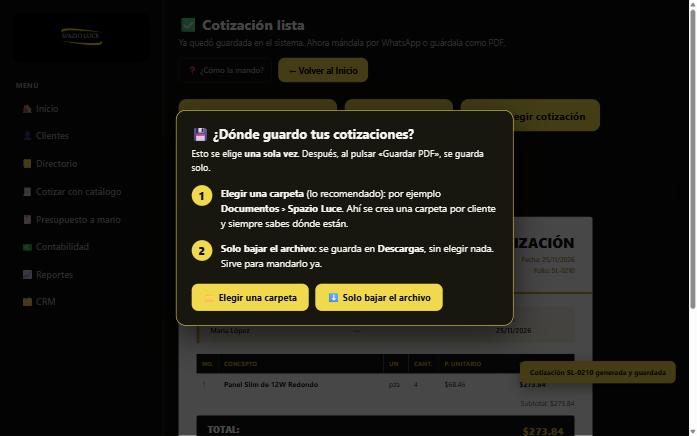 SPAZIO LUCE
MENÚ
Inicio
Clientes
Directorio
Cotizar con catálogo
Presupuesto a mano
Contabilidad
Reportes
CRM
Cotización lista
Ya quedó guardada en el sistema. Ahora mándala por WhatsApp o guárdala como PDF.
¿Cómo la mando?
← Volver al Inicio
egir cotización
¿Dónde guardo tus cotizaciones?
Esto se elige una sola vez. Después, al pulsar «Guardar PDF», se guarda
solo.
1 Elegir una carpeta (lo recomendado): por ejemplo
Documentos › Spazio Luce. Ahí se crea una carpeta por cliente
y siempre sabes dónde están.
2 Solo bajar el archivo: se guarda en Descargas, sin elegir nada.
Sirve para mandarlo ya.
Elegir una carpeta
Solo bajar el archivo
IZACIÓN
Fecha: 25/11/2026
Folio: SL-0210
María López
—
25/11/2026
NO. CONCEPTO UN CANT. P. UNITARIO
1 Panel Slim de 12W Redondo pza 4 $68.46 $273.84
Cotización SL-0210 generada y guardada
Subtotal: $273.84
TOTAL: $273.84